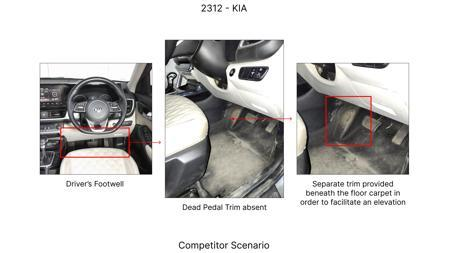 2312 - KIA
Driver's Footwell
Dead Pedal Trim absent
Separate trim provided
beneath the floor carpet in
order to facilitate an elevation
Competitor Scenario